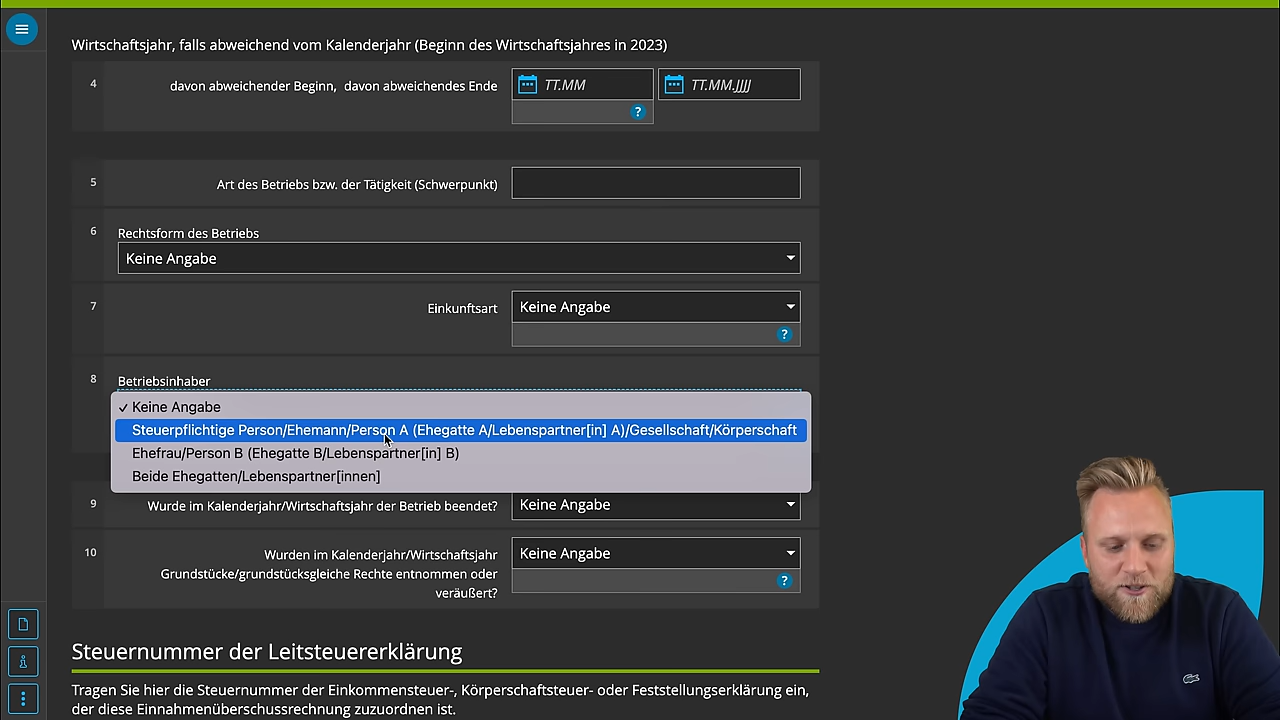 Wirtschaftsjahr, falls abweichend vom Kalenderjahr (Beginn des Wirtschaftsjahres in 2023)
4
davon abweichender Beginn, davon abweichendes Ende
TT.MM
TT.MM.JJJJ
?
5
Art des Betriebs bzw. der Tätigkeit (Schwerpunkt)
6
Rechtsform des Betriebs
Keine Angabe
7
Einkunftsart
Keine Angabe
?
8
Betriebsinhaber
✓ Keine Angabe
Steuerpflichtige Person/Ehemann/Person A (Ehegatte A/Lebenspartner[in] A)/Gesellschaft/Körperschaft
Ehefrau/Person B (Ehegatte B/Lebenspartner[in] B)
Beide Ehegatten/Lebenspartner[innen]
9
Wurde im Kalenderjahr/Wirtschaftsjahr der Betrieb beendet?
Keine Angabe
10
Wurden im Kalenderjahr/Wirtschaftsjahr
Grundstücke/grundstücksgleiche Rechte entnommen oder
veräußert?
Keine Angabe
?
Steuernummer der Leitsteuererklärung
Tragen Sie hier die Steuernummer der Einkommensteuer-, Körperschaftsteuer- oder Feststellungserklärung ein,
der diese Einnahmenüberschussrechnung zuzuordnen ist.